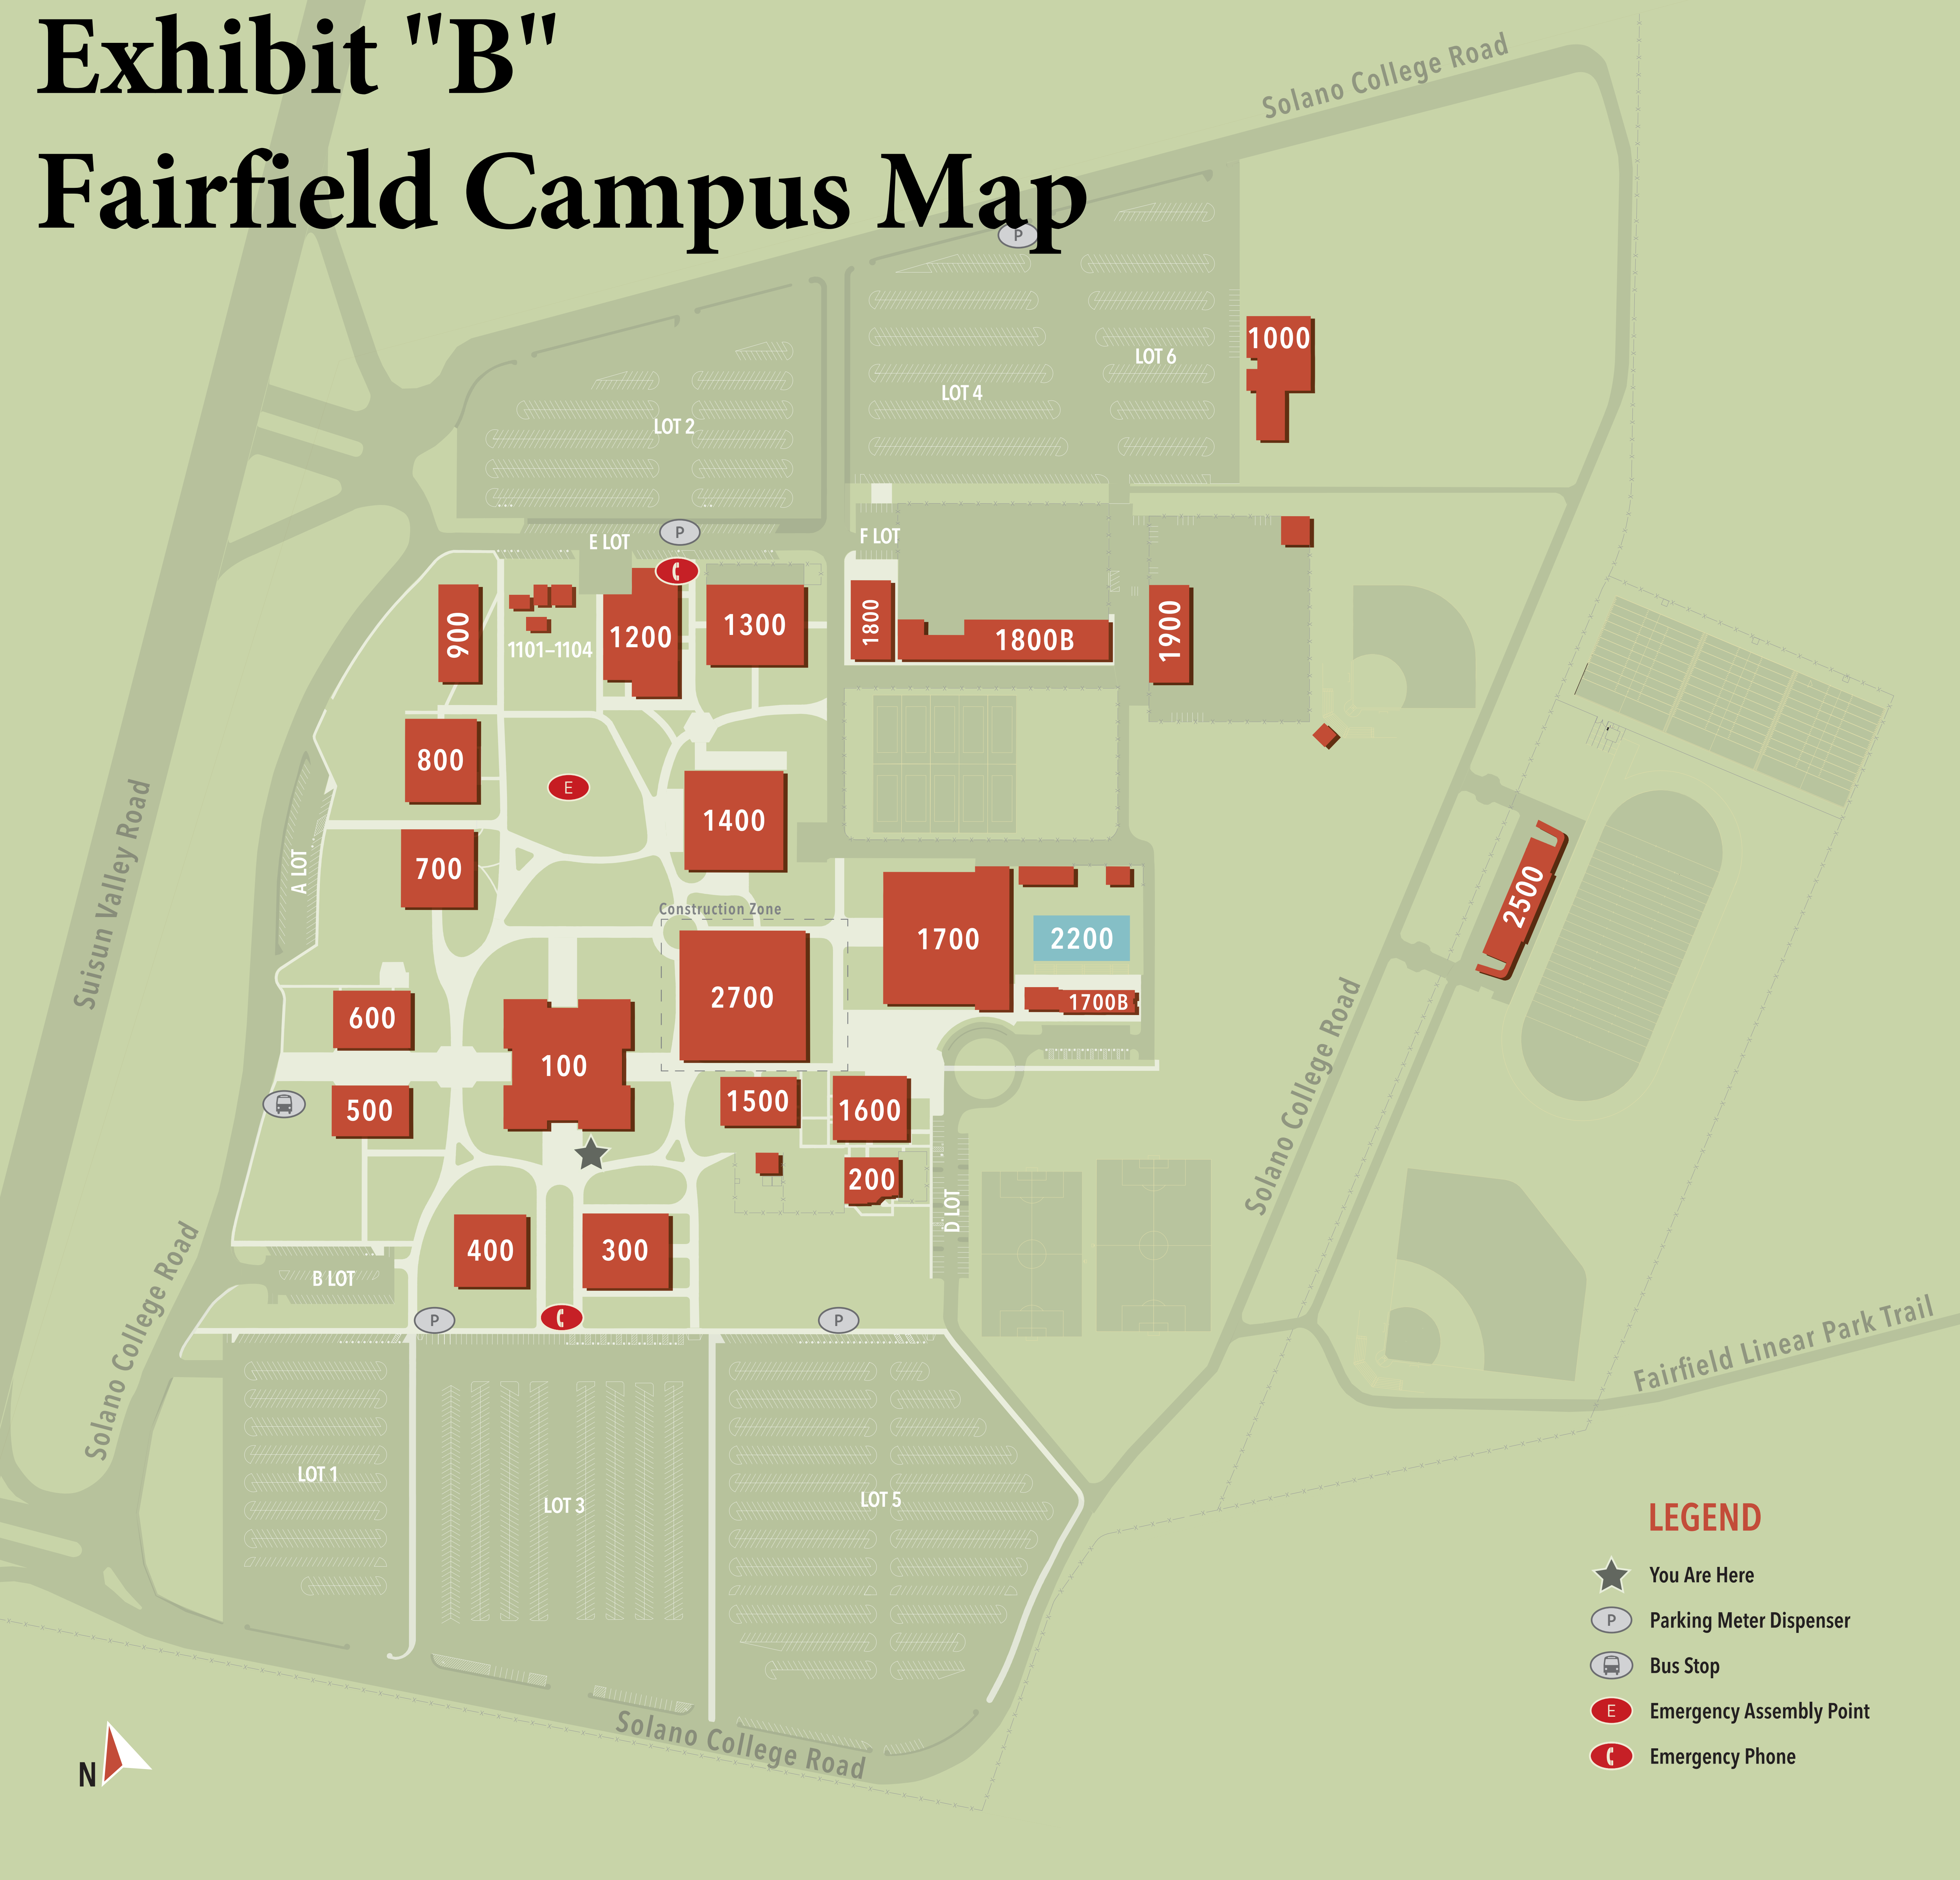 Exhibit "B"
Fairfield Campus Map
Solano College Road
P
1000
LOT 6
LOT 4
LOT 2
P
E LOT
F LOT
900
1101–1104
1200
1300
1800
1800B
1900
800
E
1400
700
A LOT
Suisun Valley Road
Construction Zone
1700
2200
2500
2700
1700B
600
100
500
1500
1600
200
D LOT
Solano College Road
400
300
B LOT
Solano College Road
P
P
Fairfield Linear Park Trail
LOT 1
LOT 3
LOT 5
Solano College Road
N
LEGEND
You Are Here
P Parking Meter Dispenser
Bus Stop
E Emergency Assembly Point
Emergency Phone